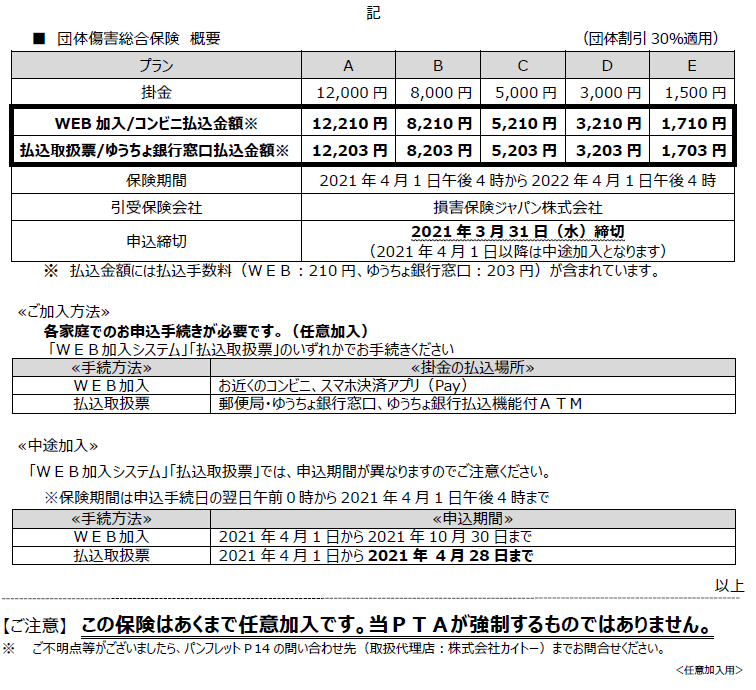 記
■ 団体傷害総合保険 概要 （団体割引 30%適用）
プラン A B C D E
掛金 12,000 円 8,000 円 5,000 円 3,000 円 1,500 円
WEB 加入/コンビニ払込金額※ 12,210 円 8,210 円 5,210 円 3,210 円 1,710 円
払込取扱票/ゆうちょ銀行窓口払込金額※ 12,203 円 8,203 円 5,203 円 3,203 円 1,703 円
保険期間 2021 年 4 月 1 日午後 4 時から 2022 年 4 月 1 日午後 4 時
引受保険会社 損害保険ジャパン株式会社
申込締切 2021 年 3 月 31 日（水）締切
（2021 年 4 月 1 日以降は中途加入となります）
※ 払込金額には払込手数料（ＷＥＢ：210 円、ゆうちょ銀行窓口：203 円）が含まれています。
≪ご加入方法≫
各家庭でのお申込手続きが必要です。（任意加入）
「ＷＥＢ加入システム」「払込取扱票」のいずれかでお手続きください
≪手続方法≫ ≪掛金の払込場所≫
ＷＥＢ加入 お近くのコンビニ、スマホ決済アプリ（Pay）
払込取扱票 郵便局・ゆうちょ銀行窓口、ゆうちょ銀行払込機能付ＡＴＭ
≪中途加入≫
「ＷＥＢ加入システム」「払込取扱票」では、申込期間が異なりますのでご注意ください。
※保険期間は申込手続日の翌日午前０時から 2021 年 4 月 1 日午後 4 時まで
≪手続方法≫ ≪申込期間≫
ＷＥＢ加入 2021 年 4 月 1 日から 2021 年 10 月 30 日まで
払込取扱票 2021 年 4 月 1 日から 2021 年 4 月 28 日まで
以上
【ご注意】 この保険はあくまで任意加入です。当ＰＴＡが強制するものではありません。
※ ご不明点等がございましたら、パンフレットＰ14 の問い合わせ先（取扱代理店：株式会社カイトー）までお問合せください。
＜任意加入用＞